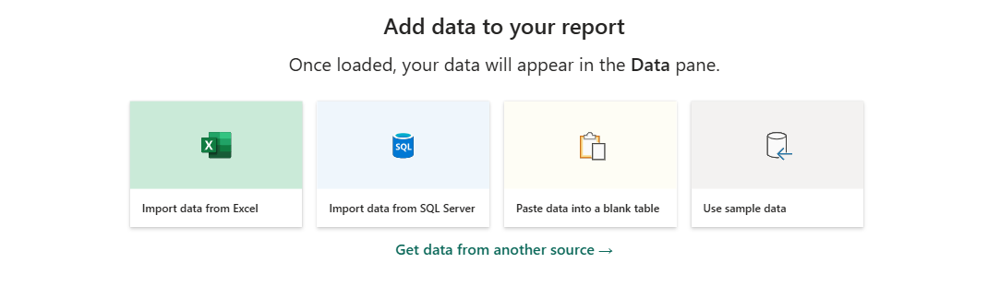 Add data to your report
Once loaded, your data will appear in the Data pane.
X
SQL
Import data from Excel
Import data from SQL Server
Paste data into a blank table
Use sample data
Get data from another source →